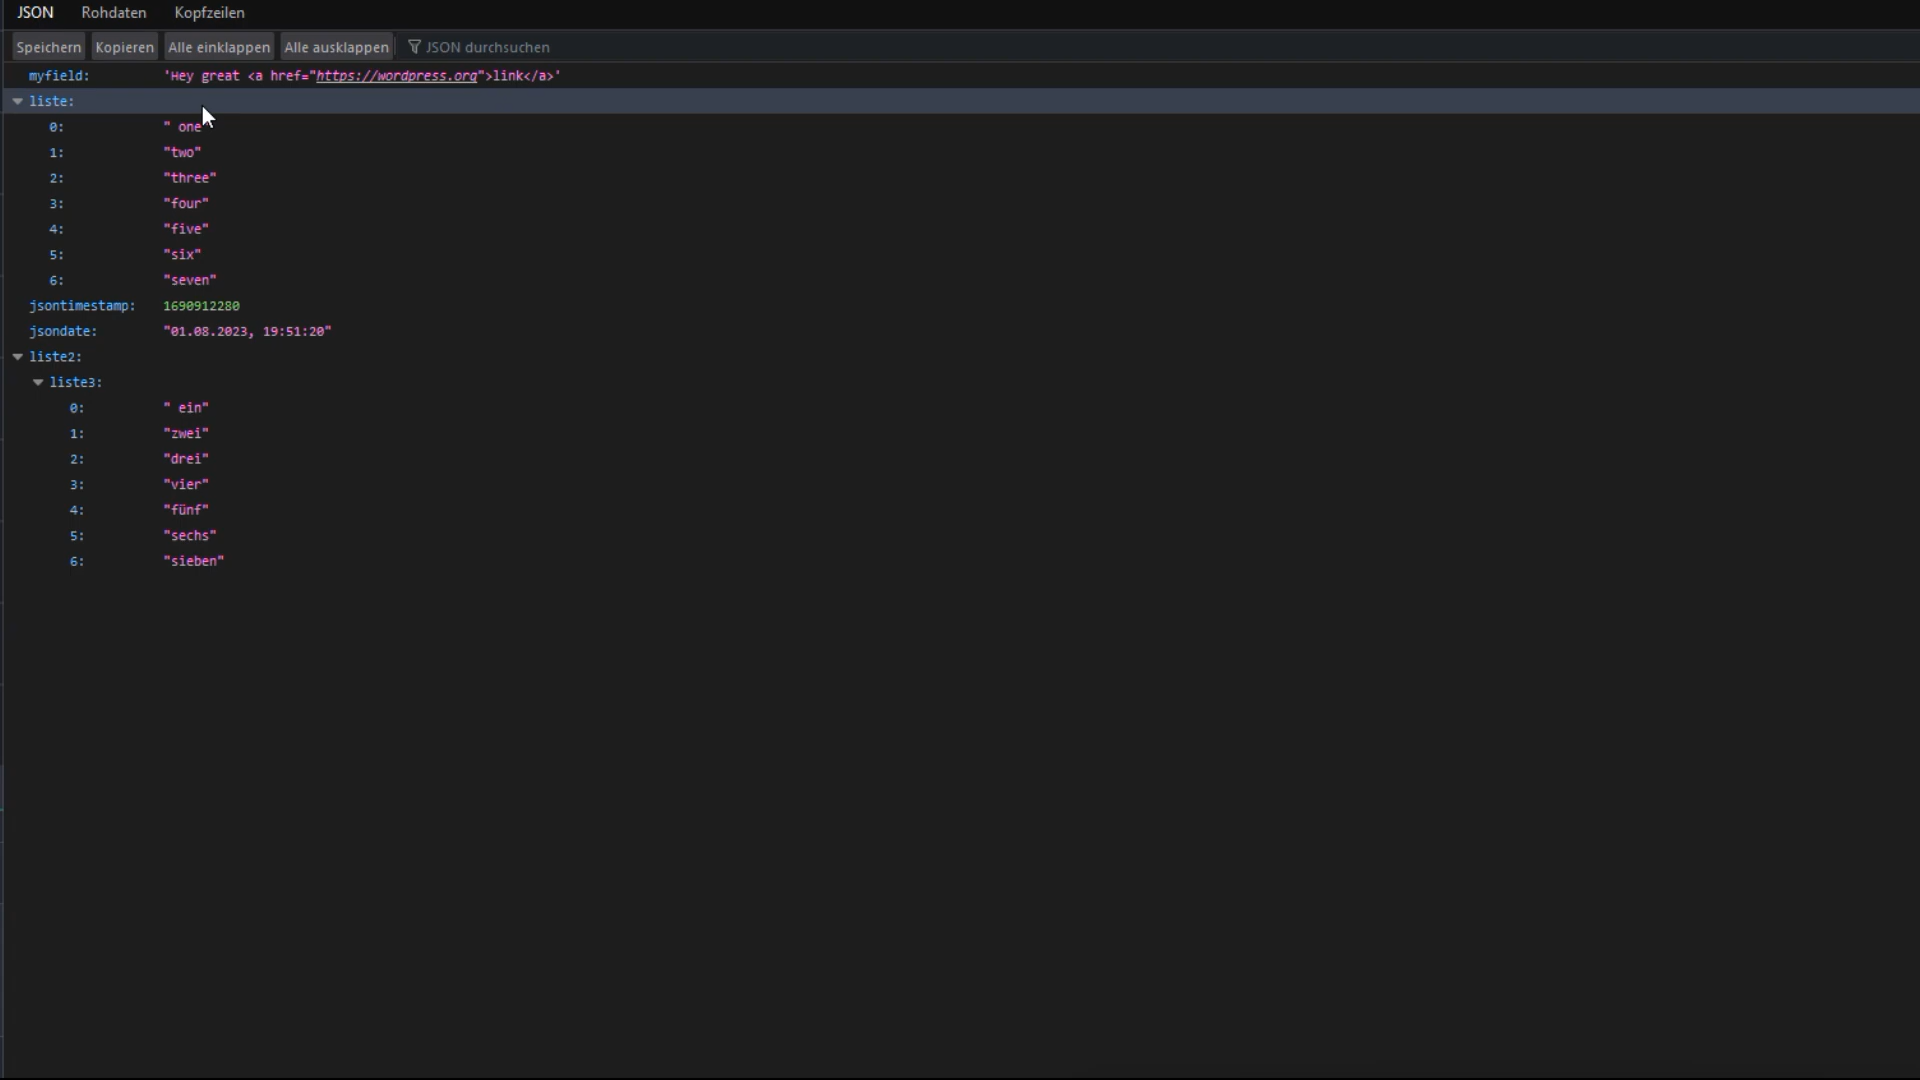 JSON Rohdaten Kopfzeilen
Speichern Kopieren Alle einklappen Alle ausklappen JSON durchsuchen
myfield: 'Hey great <a href="https://wordpress.org">link</a>'
liste:
0: " one
1: "two"
2: "three"
3: "four"
4: "five"
5: "six"
6: "seven"
jsontimestamp: 1690912280
jsondate: "01.08.2023, 19:51:20"
liste2:
liste3:
0: " ein"
1: "zwei"
2: "drei"
3: "vier"
4: "fünf"
5: "sechs"
6: "sieben"